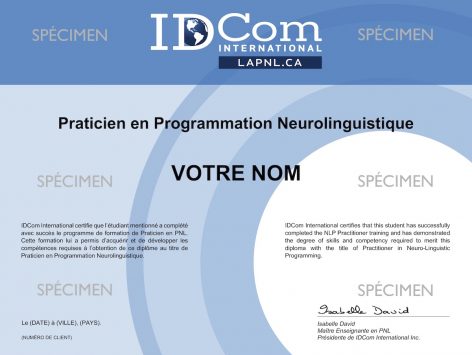 SPÉCIMEN
IDCom
INTERNATIONAL
LAPNL.CA
SPÉCIMEN
Praticien en Programmation Neurolinguistique
VOTRE NOM
SPÉCIMEN
SPÉCIMEN
IDCom International certifie que l'étudiant mentionné a complété
avec succès le programme de formation de Praticien en PNL.
Cette formation lui a permis d'acquérir et de développer les
compétences requises à l'obtention de ce diplôme au titre de
Praticien en Programmation Neurolinguistique.
IDCom International certifies that this student has successfully
completed the NLP Practitioner training and has demonstrated
the degree of skills and competency required to merit this
diploma with the title of Practitioner in Neuro-Linguistic
Programming.
SPÉCIMEN
SPÉCIMEN
Isabelle David
Le (DATE) à (VILLE), (PAYS).
(NUMÉRO DE CLIENT)
Isabelle David
Maître Enseignante en PNL
Présidente de IDCom International Inc.